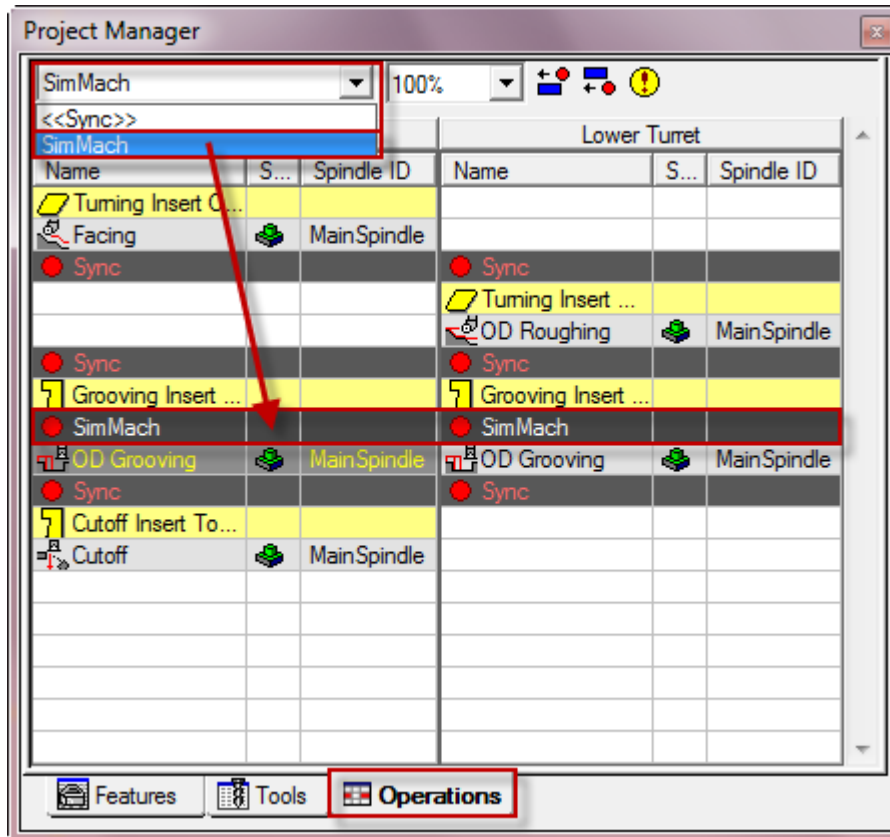 Project Manager
SimMach 100%
<<Sync>>
SimMach Lower Turret
Name S... Spindle ID Name S... Spindle ID
Turning Insert
Facing MainSpindle
Sync Sync
Turning Insert ...
OD Roughing MainSpindle
Sync Sync
Grooving Insert ... Grooving Insert ...
SimMach SimMach
OD Grooving MainSpindle OD Grooving MainSpindle
Sync Sync
Cutoff Insert To...
Cutoff MainSpindle
Features Tools Operations